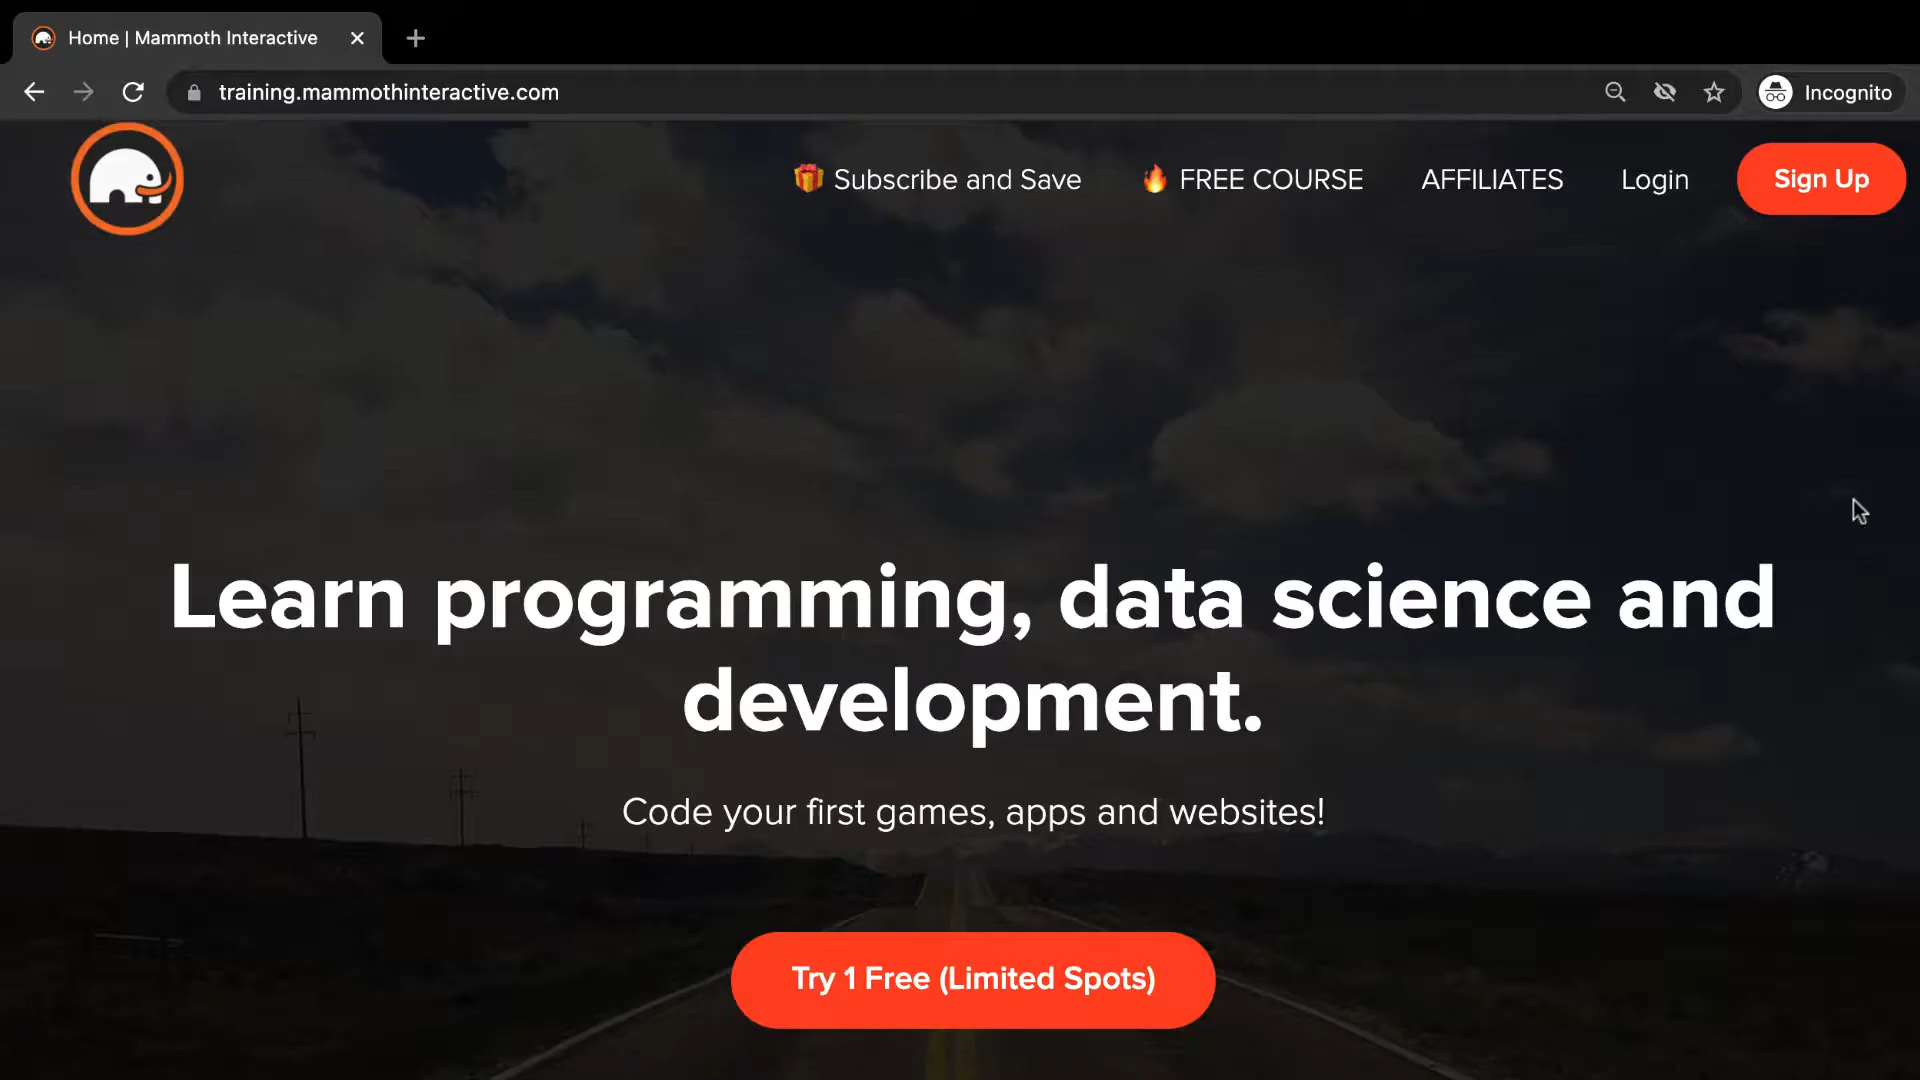 Home | Mammoth Interactive
training.mammothinteractive.com
Incognito
🎁 Subscribe and Save
🔥 FREE COURSE
AFFILIATES
Login
Sign Up
Learn programming, data science and
development.
Code your first games, apps and websites!
Try 1 Free (Limited Spots)